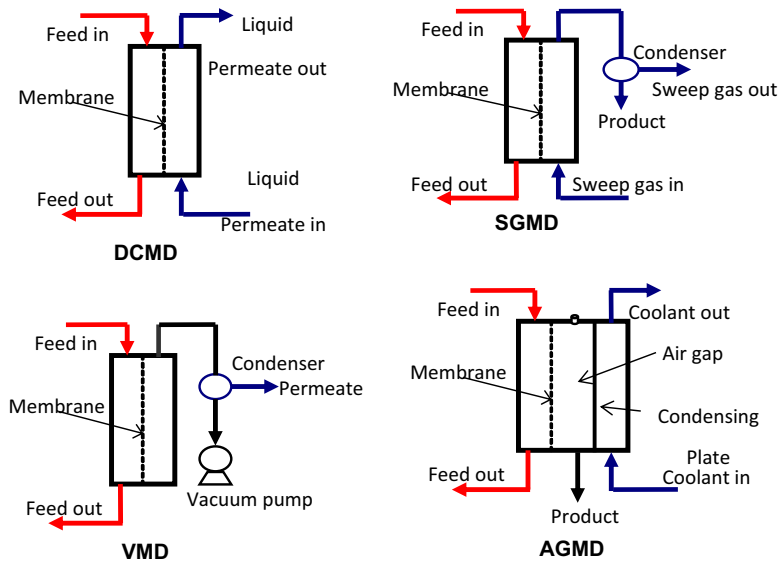 Feed in
Liquid
Permeate out
Membrane
Liquid
Feed out
Permeate in
DCMD
Feed in
Condenser
Membrane
Sweep gas out
Product
Feed out
Sweep gas in
SGMD
Feed in
Condenser
Permeate
Membrane
Feed out
Vacuum pump
VMD
Feed in
Coolant out
Air gap
Membrane
Condensing
Plate
Feed out
Coolant in
Product
AGMD